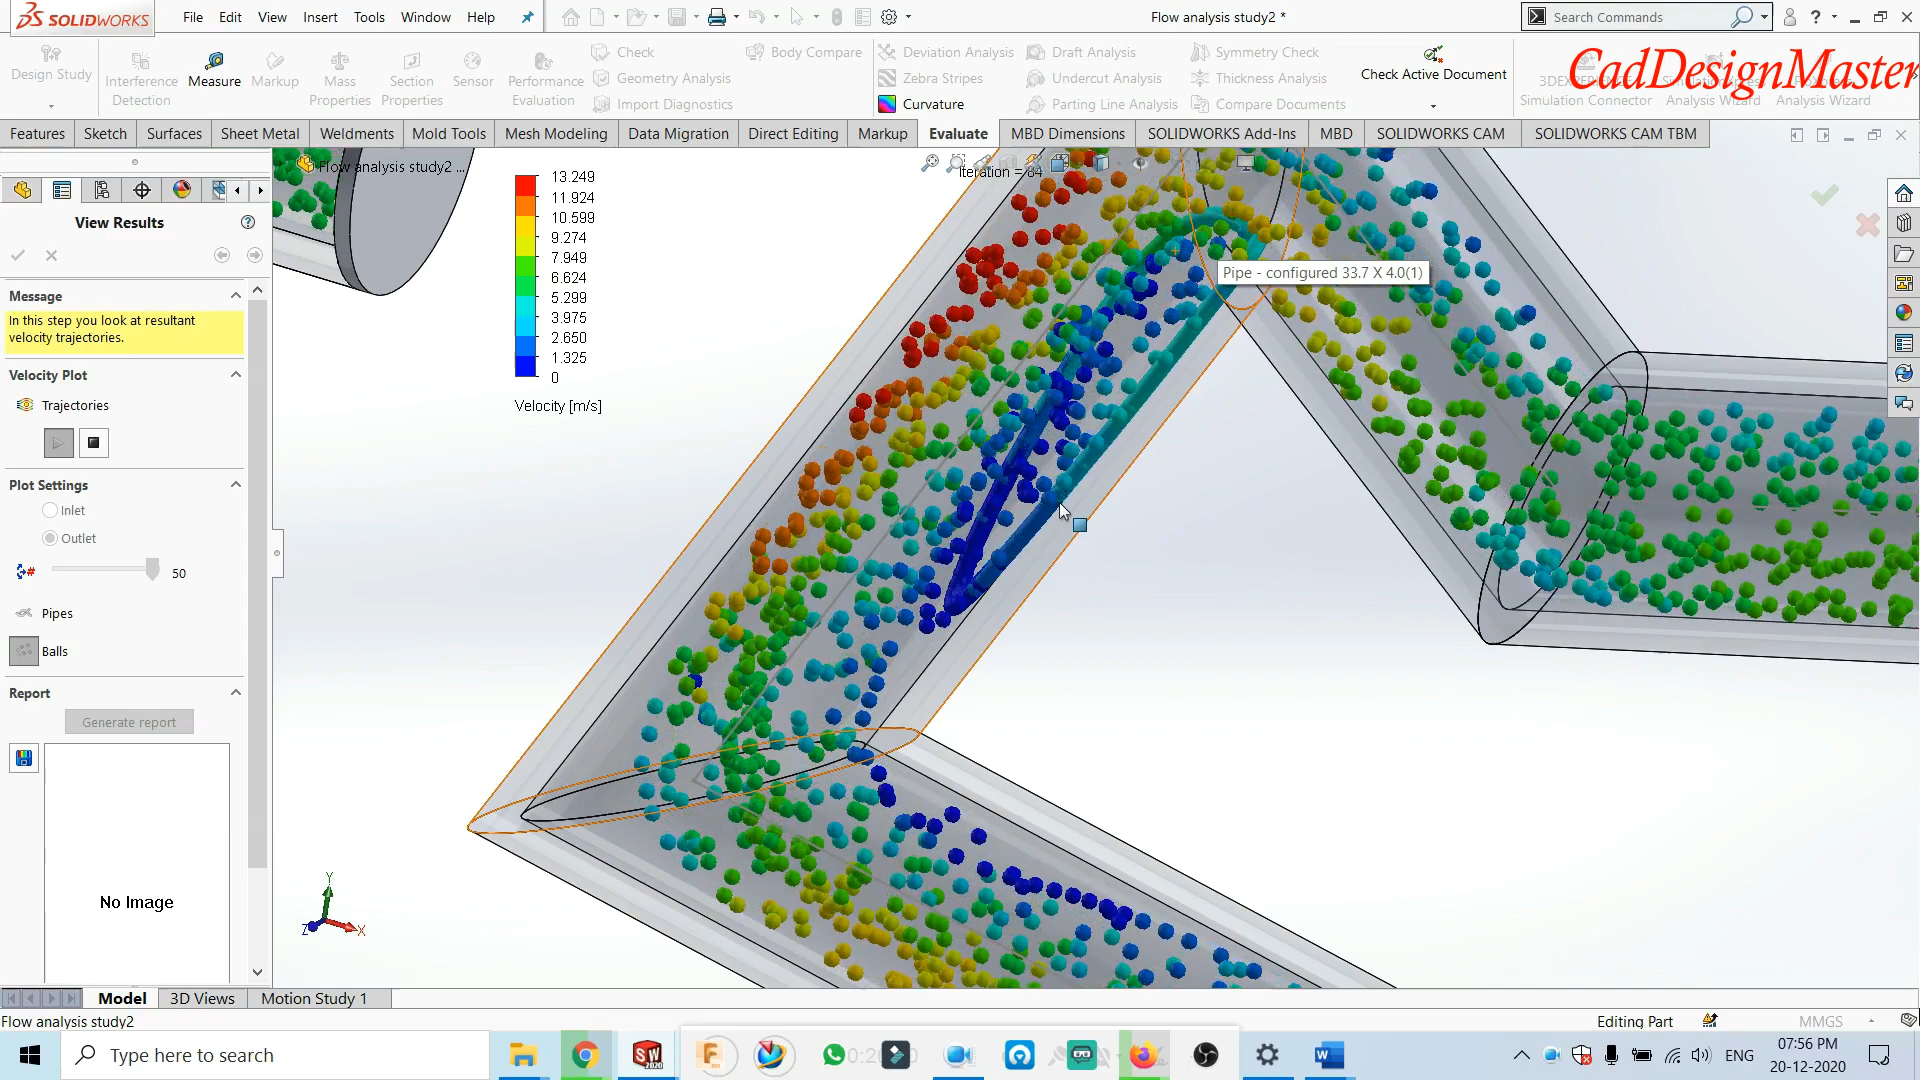 SOLIDWORKS
File
Edit
View
Insert
Tools
Window
Help
Flow analysis study2 *
Search Commands
CadDesignMaster
Design Study
Interference
Detection
Measure
Markup
Mass
Properties
Section
Properties
Sensor
Performance
Evaluation
Check
Geometry Analysis
Import Diagnostics
Body Compare
Deviation Analysis
Zebra Stripes
Curvature
Draft Analysis
Undercut Analysis
Parting Line Analysis
Symmetry Check
Thickness Analysis
Compare Documents
Check Active Document
Simulation Connector
Analysis Wizard
Analysis Wizard
Features
Sketch
Surfaces
Sheet Metal
Weldments
Mold Tools
Mesh Modeling
Data Migration
Direct Editing
Markup
Evaluate
MBD Dimensions
SOLIDWORKS Add-Ins
MBD
SOLIDWORKS CAM
SOLIDWORKS CAM TBM
Flow analysis study2 ...
Iteration = 84
View Results
Message
In this step you look at resultant
velocity trajectories.
Velocity Plot
Trajectories
Plot Settings
Inlet
Outlet
50
Pipes
Balls
Report
Generate report
No Image
13.249
11.924
10.599
9.274
7.949
6.624
5.299
3.975
2.650
1.325
0
Velocity [m/s]
Pipe - configured 33.7 X 4.0(1)
Y
Z
X
Model
3D Views
Motion Study 1
Flow analysis study2
Editing Part
MMGS
Type here to search
ENG
07:56 PM
20-12-2020